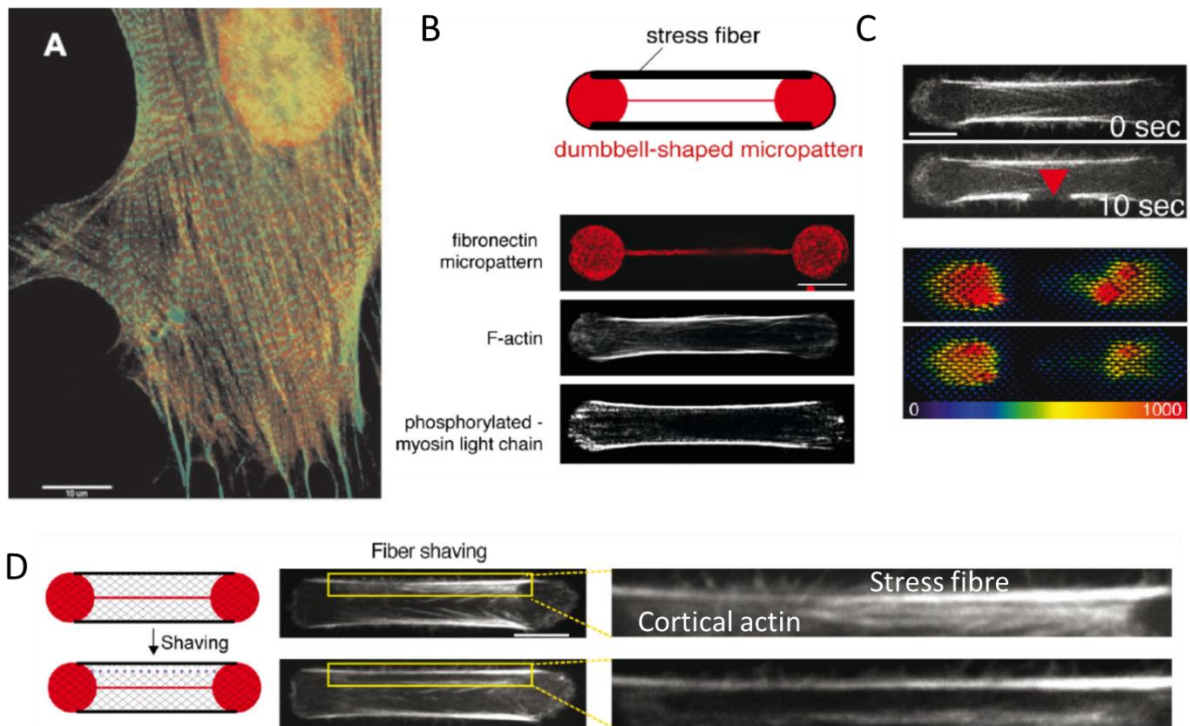 A
10 um
B
stress fiber
dumbbell-shaped micropattern
fibronectin
micropattern
F-actin
phosphorylated -
myosin light chain
C
0 sec
10 sec
0
1000
D
Shaving
Fiber shaving
Stress fibre
Cortical actin